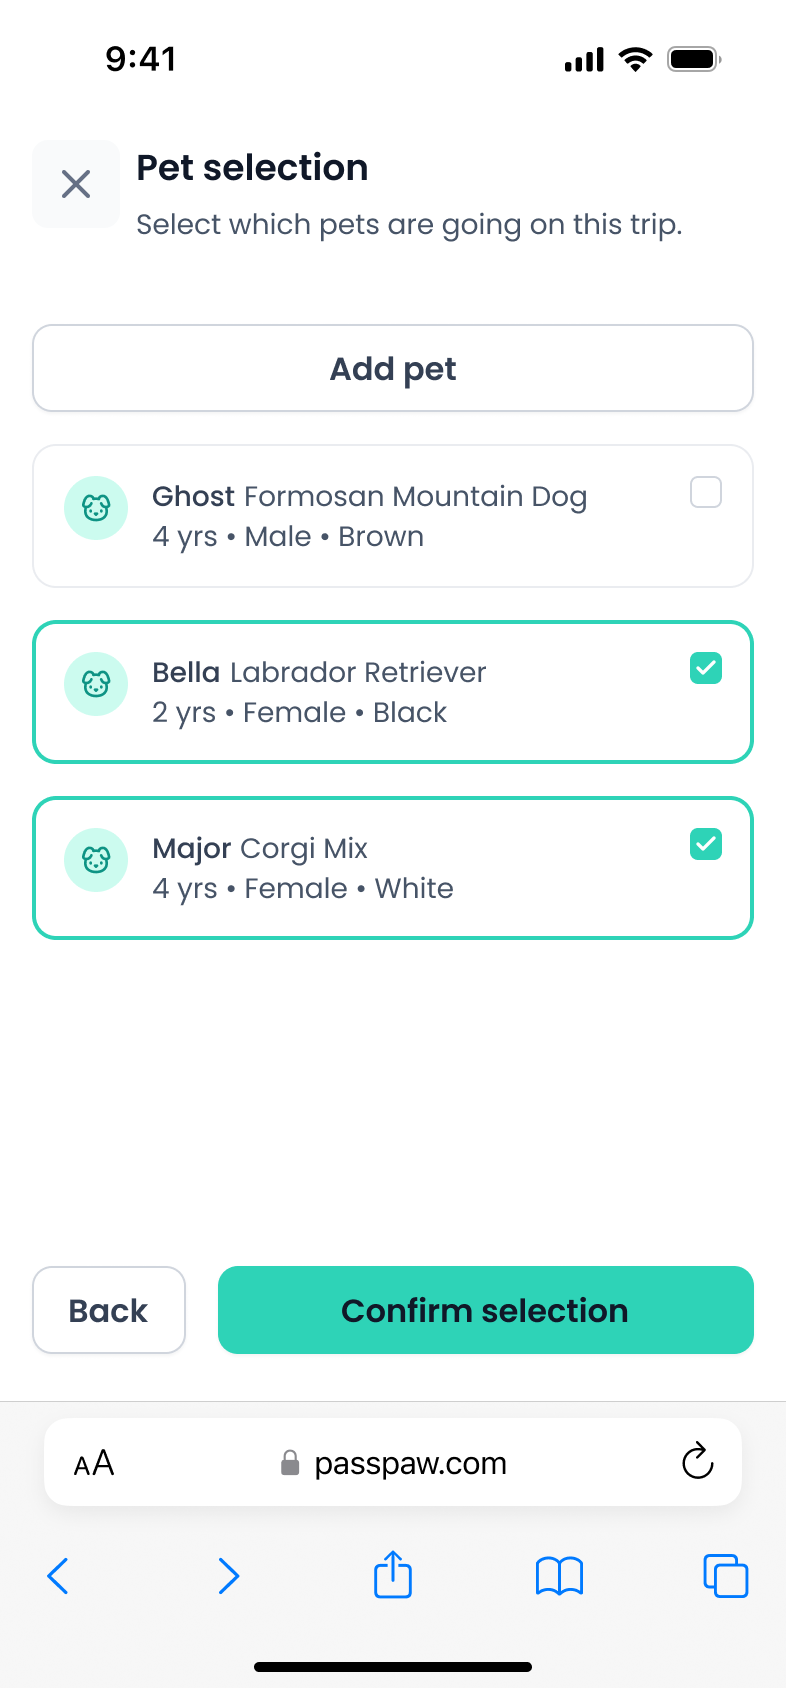 9:41
Pet selection
Select which pets are going on this trip.
Add pet
Ghost Formosan Mountain Dog
4 yrs • Male • Brown
Bella Labrador Retriever
2 yrs • Female • Black
Major Corgi Mix
4 yrs • Female • White
Back
Confirm selection
AA passpaw.com